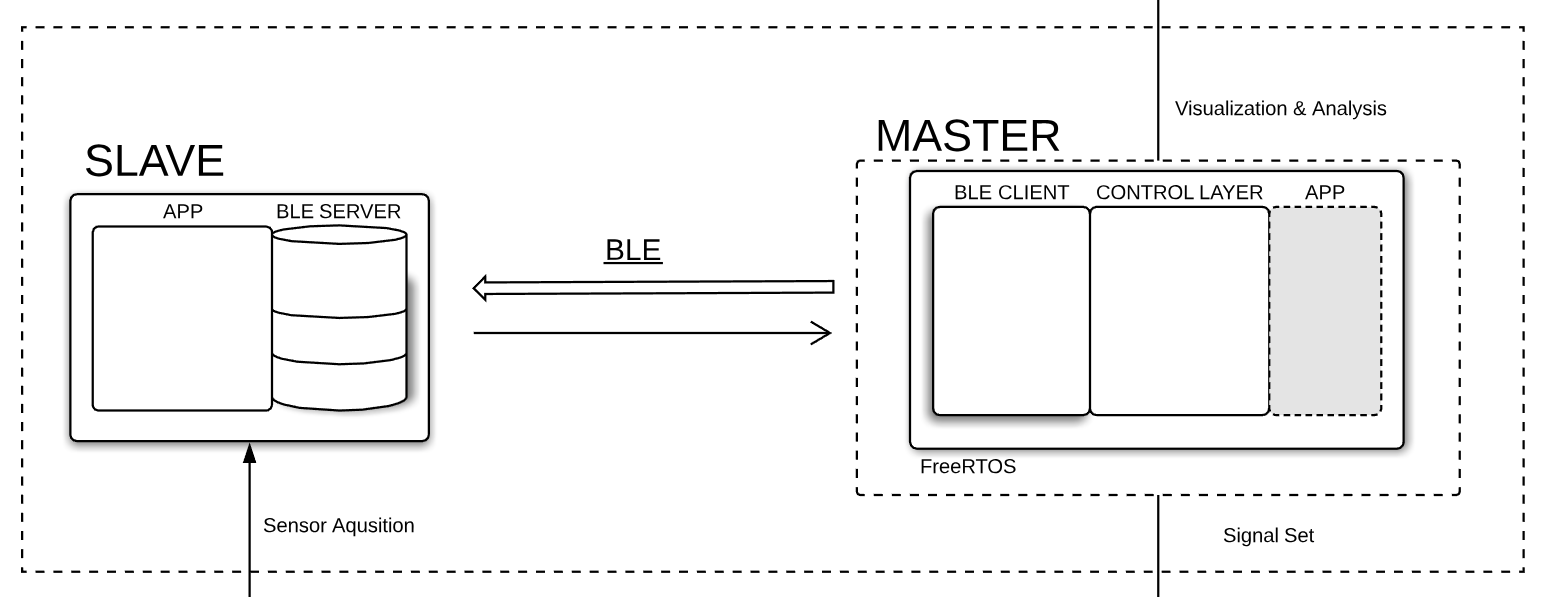 Visualization & Analysis
SLAVE
MASTER
APP
BLE SERVER
BLE
BLE CLIENT
CONTROL LAYER
APP
FreeRTOS
Sensor Aqusition
Signal Set